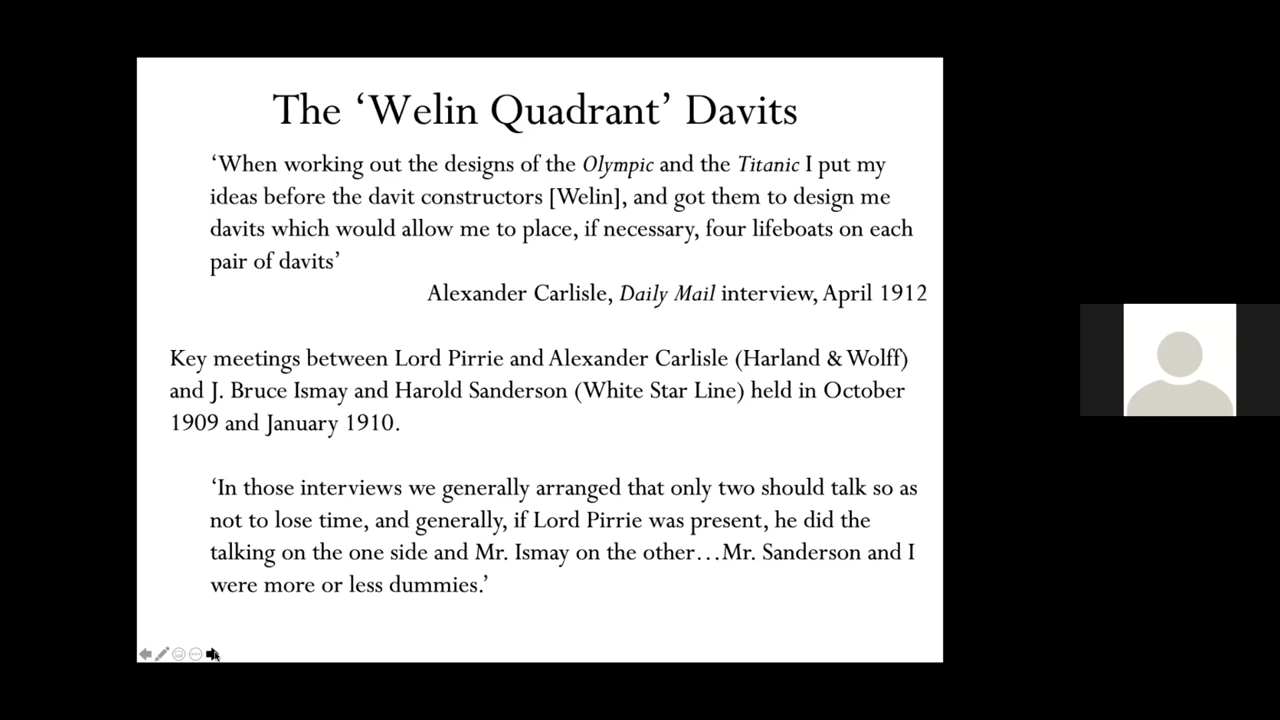 The ‘Welin Quadrant’ Davits
‘When working out the designs of the Olympic and the Titanic I put my
ideas before the davit constructors [Welin], and got them to design me
davits which would allow me to place, if necessary, four lifeboats on each
pair of davits’
Alexander Carlisle, Daily Mail interview, April 1912
Key meetings between Lord Pirrie and Alexander Carlisle (Harland & Wolff)
and J. Bruce Ismay and Harold Sanderson (White Star Line) held in October
1909 and January 1910.
‘In those interviews we generally arranged that only two should talk so as
not to lose time, and generally, if Lord Pirrie was present, he did the
talking on the one side and Mr. Ismay on the other…Mr. Sanderson and I
were more or less dummies.’